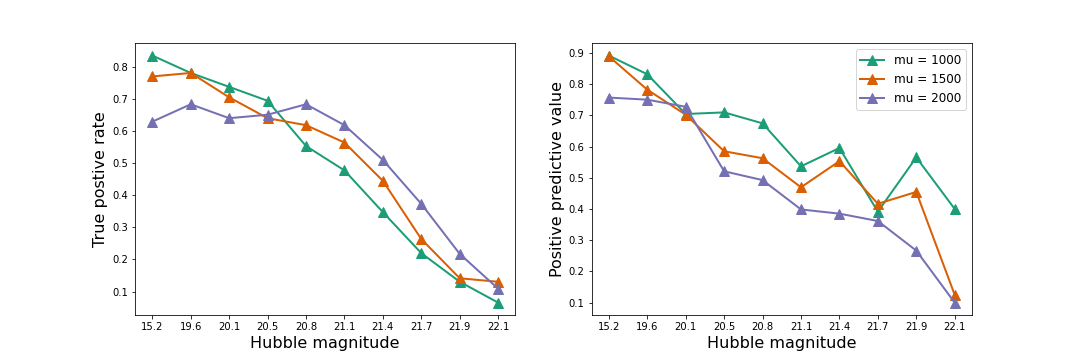 True postive rate
0.8
0.7
0.6
0.5
0.4
0.3
0.2
0.1
15.2 19.6 20.1 20.5 20.8 21.1 21.4 21.7 21.9 22.1
Hubble magnitude
Positive predictive value
0.9
0.8
0.7
0.6
0.5
0.4
0.3
0.2
0.1
mu = 1000
mu = 1500
mu = 2000
15.2 19.6 20.1 20.5 20.8 21.1 21.4 21.7 21.9 22.1
Hubble magnitude